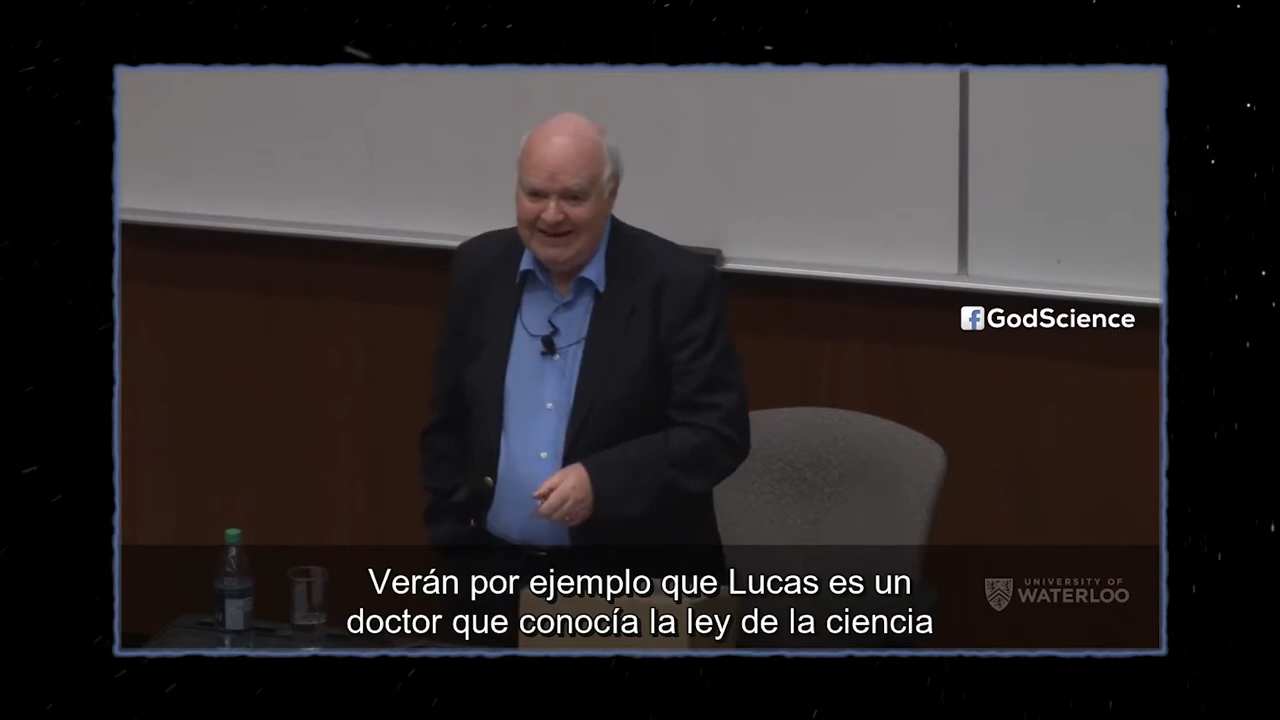 GodScience
UNIVERSITY OF
WATERLOO
Verán por ejemplo que Lucas es un
doctor que conocía la ley de la ciencia